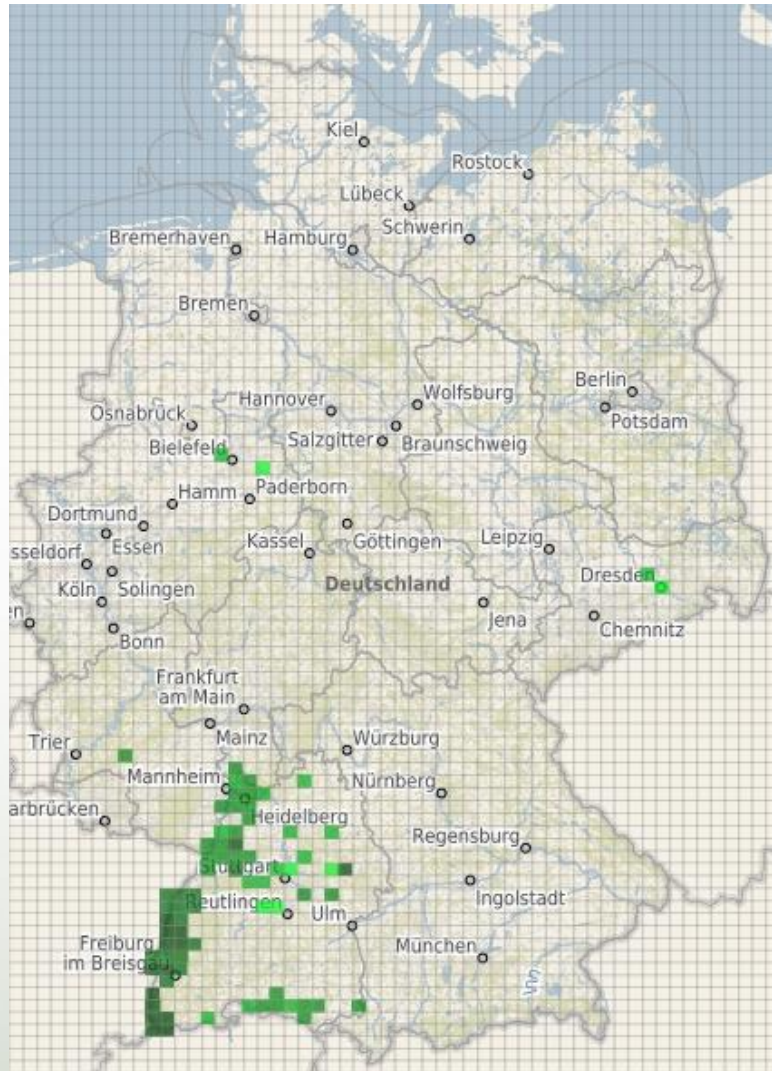 Kiel
Rostock
Lübeck
Schwerin
Bremerhaven
Hamburg
Bremen
Berlin
Hannover
Wolfsburg
Potsdam
Osnabrück
Salzgitter
Braunschweig
Bielefeld
Hamm
Paderborn
Dortmund
Essen
Kassel
Göttingen
Leipzig
sseldorf
Solingen
Deutschland
Dresden
Köln
en
Jena
Chemnitz
Bonn
Frankfurt
am Main
Trier
Mainz
Würzburg
Mannheim
Nürnberg
arbrücken
Heidelberg
Regensburg
Stuttgart
Ingolstadt
Reutlingen
Ulm
Freiburg
im Breisgau
München